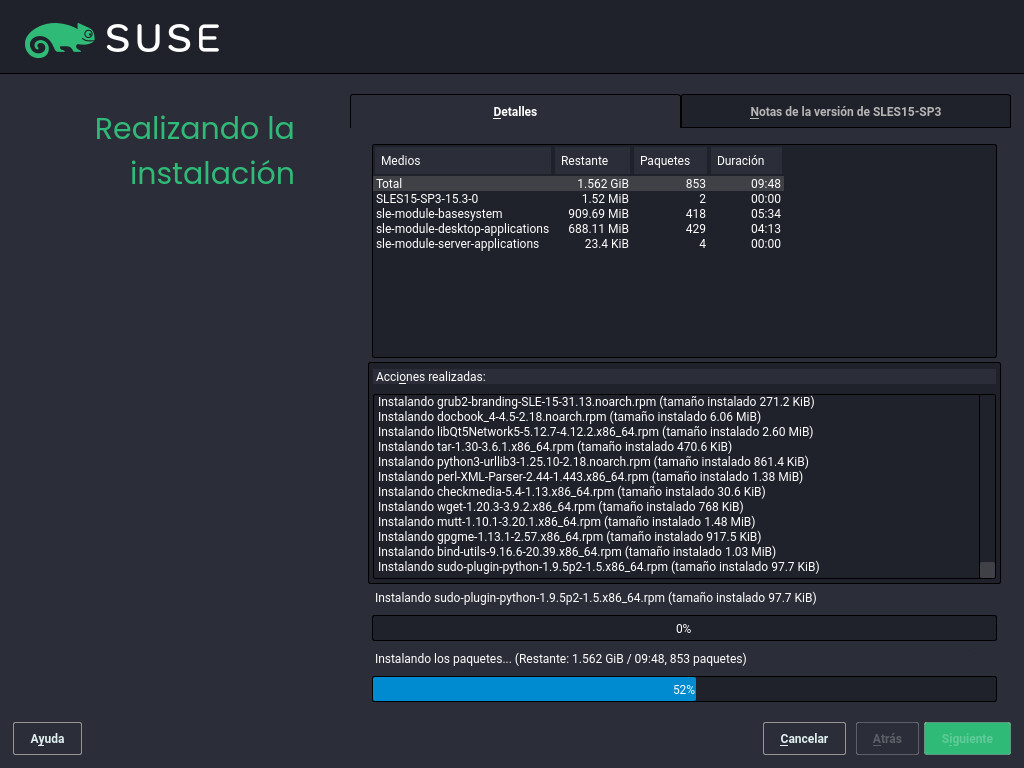 SUSE
Realizando la
instalación
Detalles
Notas de la versión de SLES15-SP3
Medios Restante Paquetes Duración
Total 1.562 GiB 853 09:48
SLES15-SP3-15.3-0 1.52 MiB 2 00:00
sle-module-basesystem 909.69 MiB 418 05:34
sle-module-desktop-applications 688.11 MiB 429 04:13
sle-module-server-applications 23.4 KiB 4 00:00
Acciones realizadas:
Instalando grub2-branding-SLE-15-31.13.noarch.rpm (tamaño instalado 271.2 KiB)
Instalando docbook_4-4.5-2.18.noarch.rpm (tamaño instalado 6.06 MiB)
Instalando libQt5Network5-5.12.7-4.12.2.x86_64.rpm (tamaño instalado 2.60 MiB)
Instalando tar-1.30-3.6.1.x86_64.rpm (tamaño instalado 470.6 KiB)
Instalando python3-urllib3-1.25.10-2.18.noarch.rpm (tamaño instalado 861.4 KiB)
Instalando perl-XML-Parser-2.44-1.443.x86_64.rpm (tamaño instalado 1.38 MiB)
Instalando checkmedia-5.4-1.13.x86_64.rpm (tamaño instalado 30.6 KiB)
Instalando wget-1.20.3-3.9.2.x86_64.rpm (tamaño instalado 768 KiB)
Instalando mutt-1.10.1-3.20.1.x86_64.rpm (tamaño instalado 1.48 MiB)
Instalando gpgme-1.13.1-2.57.x86_64.rpm (tamaño instalado 917.5 KiB)
Instalando bind-utils-9.16.6-20.39.x86_64.rpm (tamaño instalado 1.03 MiB)
Instalando sudo-plugin-python-1.9.5p2-1.5.x86_64.rpm (tamaño instalado 97.7 KiB)
Instalando sudo-plugin-python-1.9.5p2-1.5.x86_64.rpm (tamaño instalado 97.7 KiB)
0%
Instalando los paquetes... (Restante: 1.562 GiB / 09:48, 853 paquetes)
52%
Ayuda
Cancelar
Atrás
Siguiente